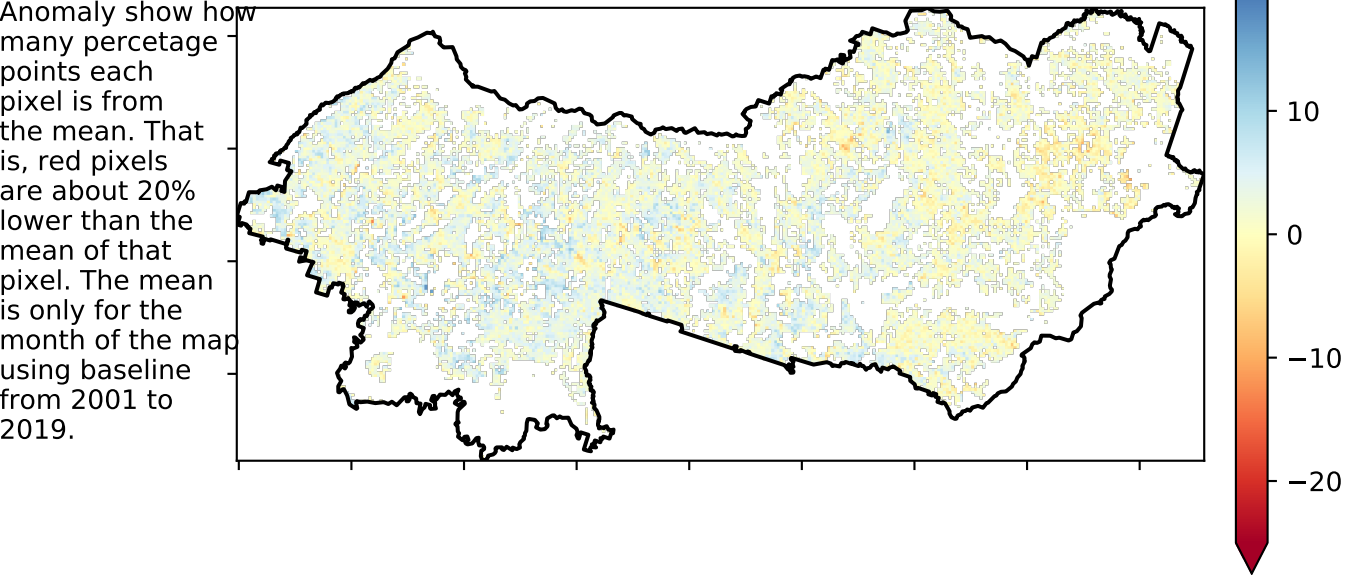 Anomaly show how
many percetage
points each
pixel is from
the mean. That
is, red pixels
are about 20%
lower than the
mean of that
pixel. The mean
is only for the
month of the map
using baseline
from 2001 to
2019.
10
0
−10
−20